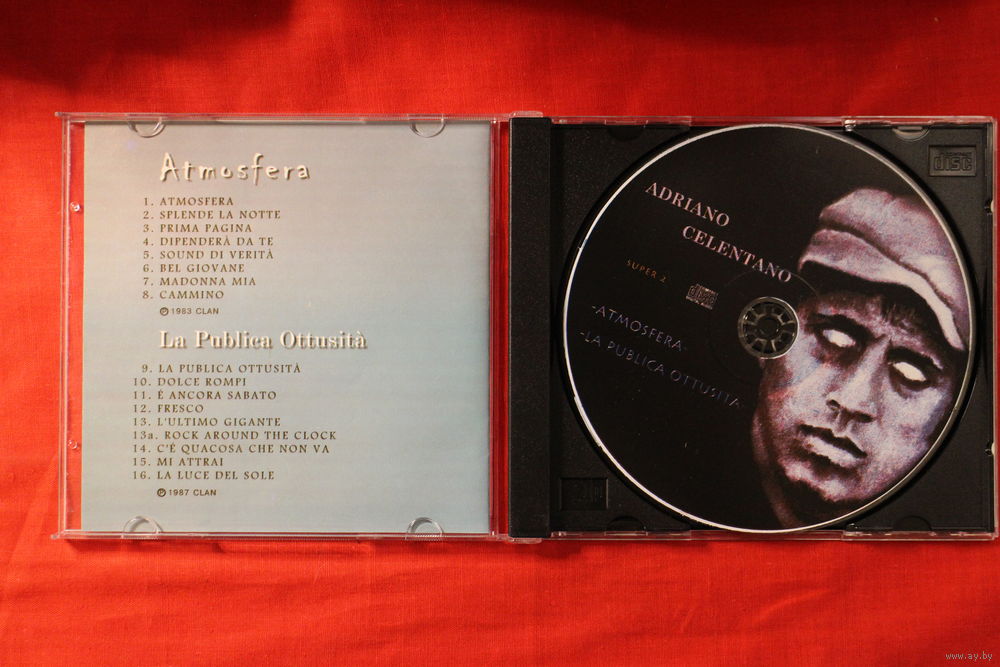 Atmosfera
1. ATMOSFERA
2. SPLENDE LA NOTTE
3. PRIMA PAGINA
4. DIPENDERÀ DA TE
5. SOUND DI VERITÀ
6. BEL GIOVANE
7. MADONNA MIA
8. CAMMINO
℗ 1983 CLAN
La Publica Ottusità
9. LA PUBLICA OTTUSITÀ
10. DOLCE ROMPI
11. È ANCORA SABATO
12. FRESCO
13. L'ULTIMO GIGANTE
13a. ROCK AROUND THE CLOCK
14. C'É QUACOSA CHE NON VA
15. MI ATTRAI
16. LA LUCE DEL SOLE
℗ 1987 CLAN
ADRIANO
CELENTANO
SUPER 2
disc
-ATMOSFERA-
-LA PUBLICA OTTUSITA
disc
www.ay.by